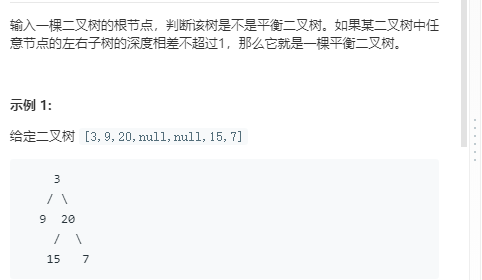 输入一棵二叉树的根节点，判断该树是不是平衡二叉树。如果某二叉树中任
意节点的左右子树的深度相差不超过1，那么它就是一棵平衡二叉树。
示例 1:
给定二叉树 [3,9,20,null,null,15,7]
3
/ \
9 20
/ \
15 7